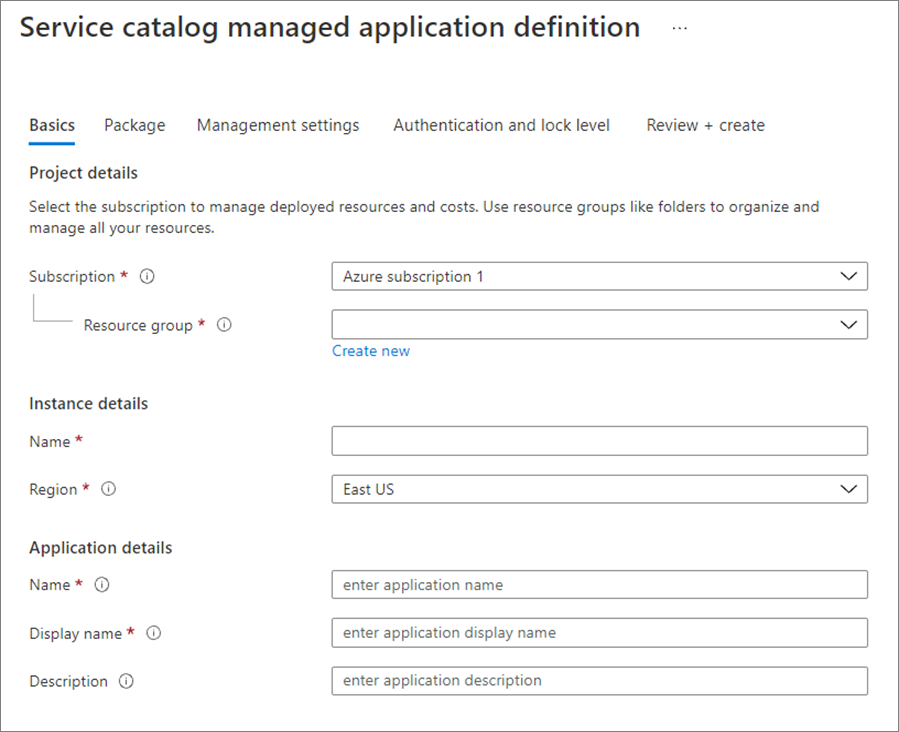 Service catalog managed application definition ...
Basics Package Management settings Authentication and lock level Review + create
Project details
Select the subscription to manage deployed resources and costs. Use resource groups like folders to organize and
manage all your resources.
Subscription * Azure subscription 1
Resource group *
Create new
Instance details
Name *
Region * East US
Application details
Name * enter application name
Display name * enter application display name
Description enter application description